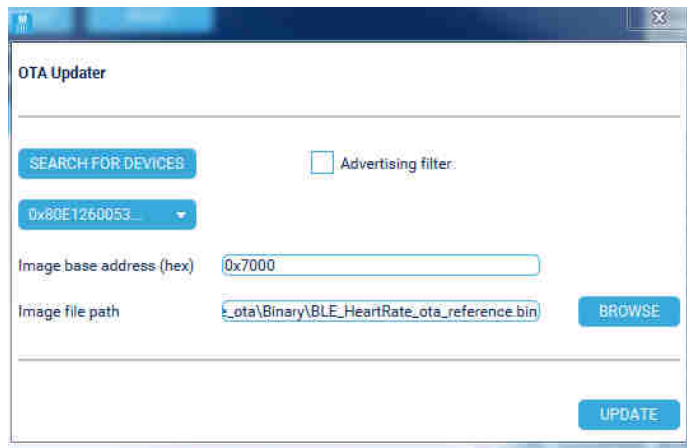 OTA Updater
SEARCH FOR DEVICES Advertising filter
0x80E1260053...
Image base address (hex) 0x7000
Image file path _ota\Binary\BLE_HeartRate_ota_reference.bin BROWSE
UPDATE